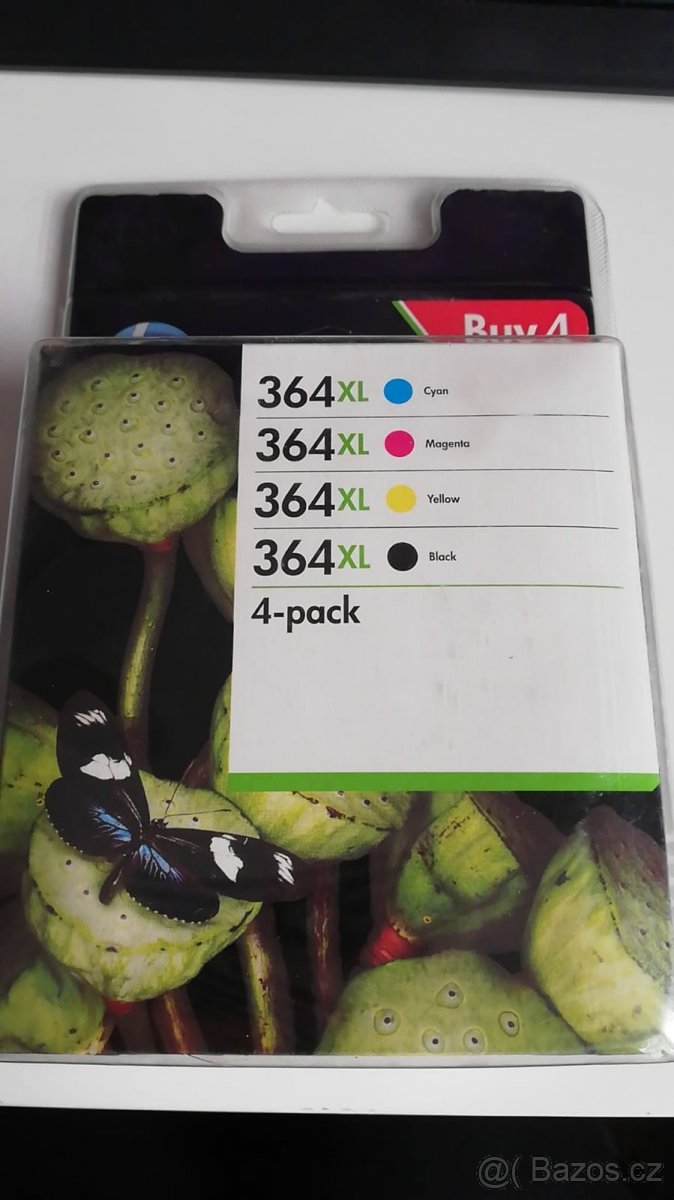 Buy 4
364XL Cyan
364XL Magenta
364XL Yellow
364XL Black
4-pack
@( Bazos.cz